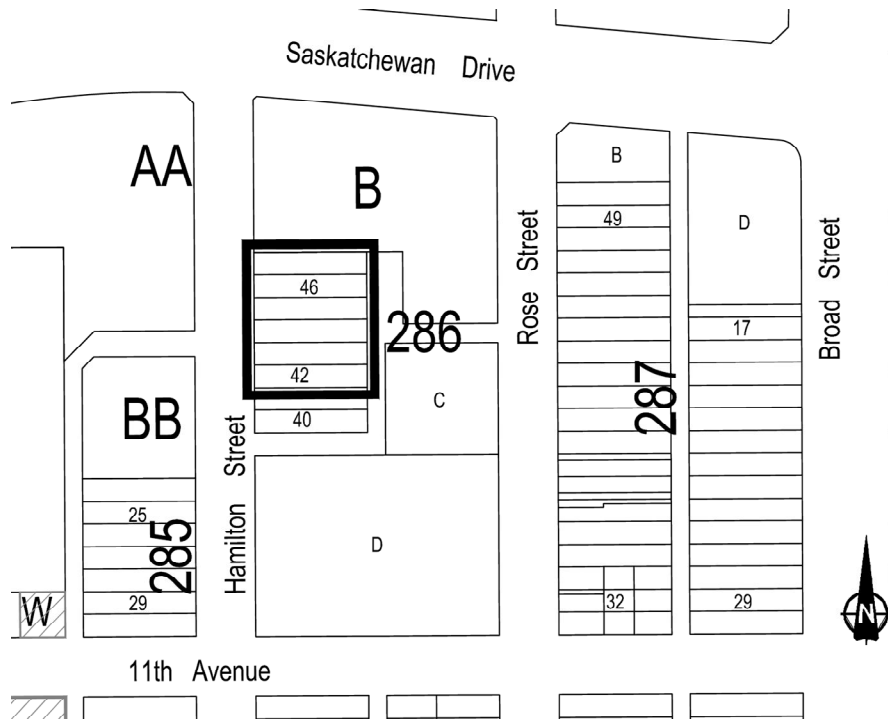 Saskatchewan Drive
AA
B
B
49
D
Rose Street
Broad Street
46
286
17
42
287
BB
C
40
Hamilton Street
25
285
D
29
W
32
29
N
11th Avenue